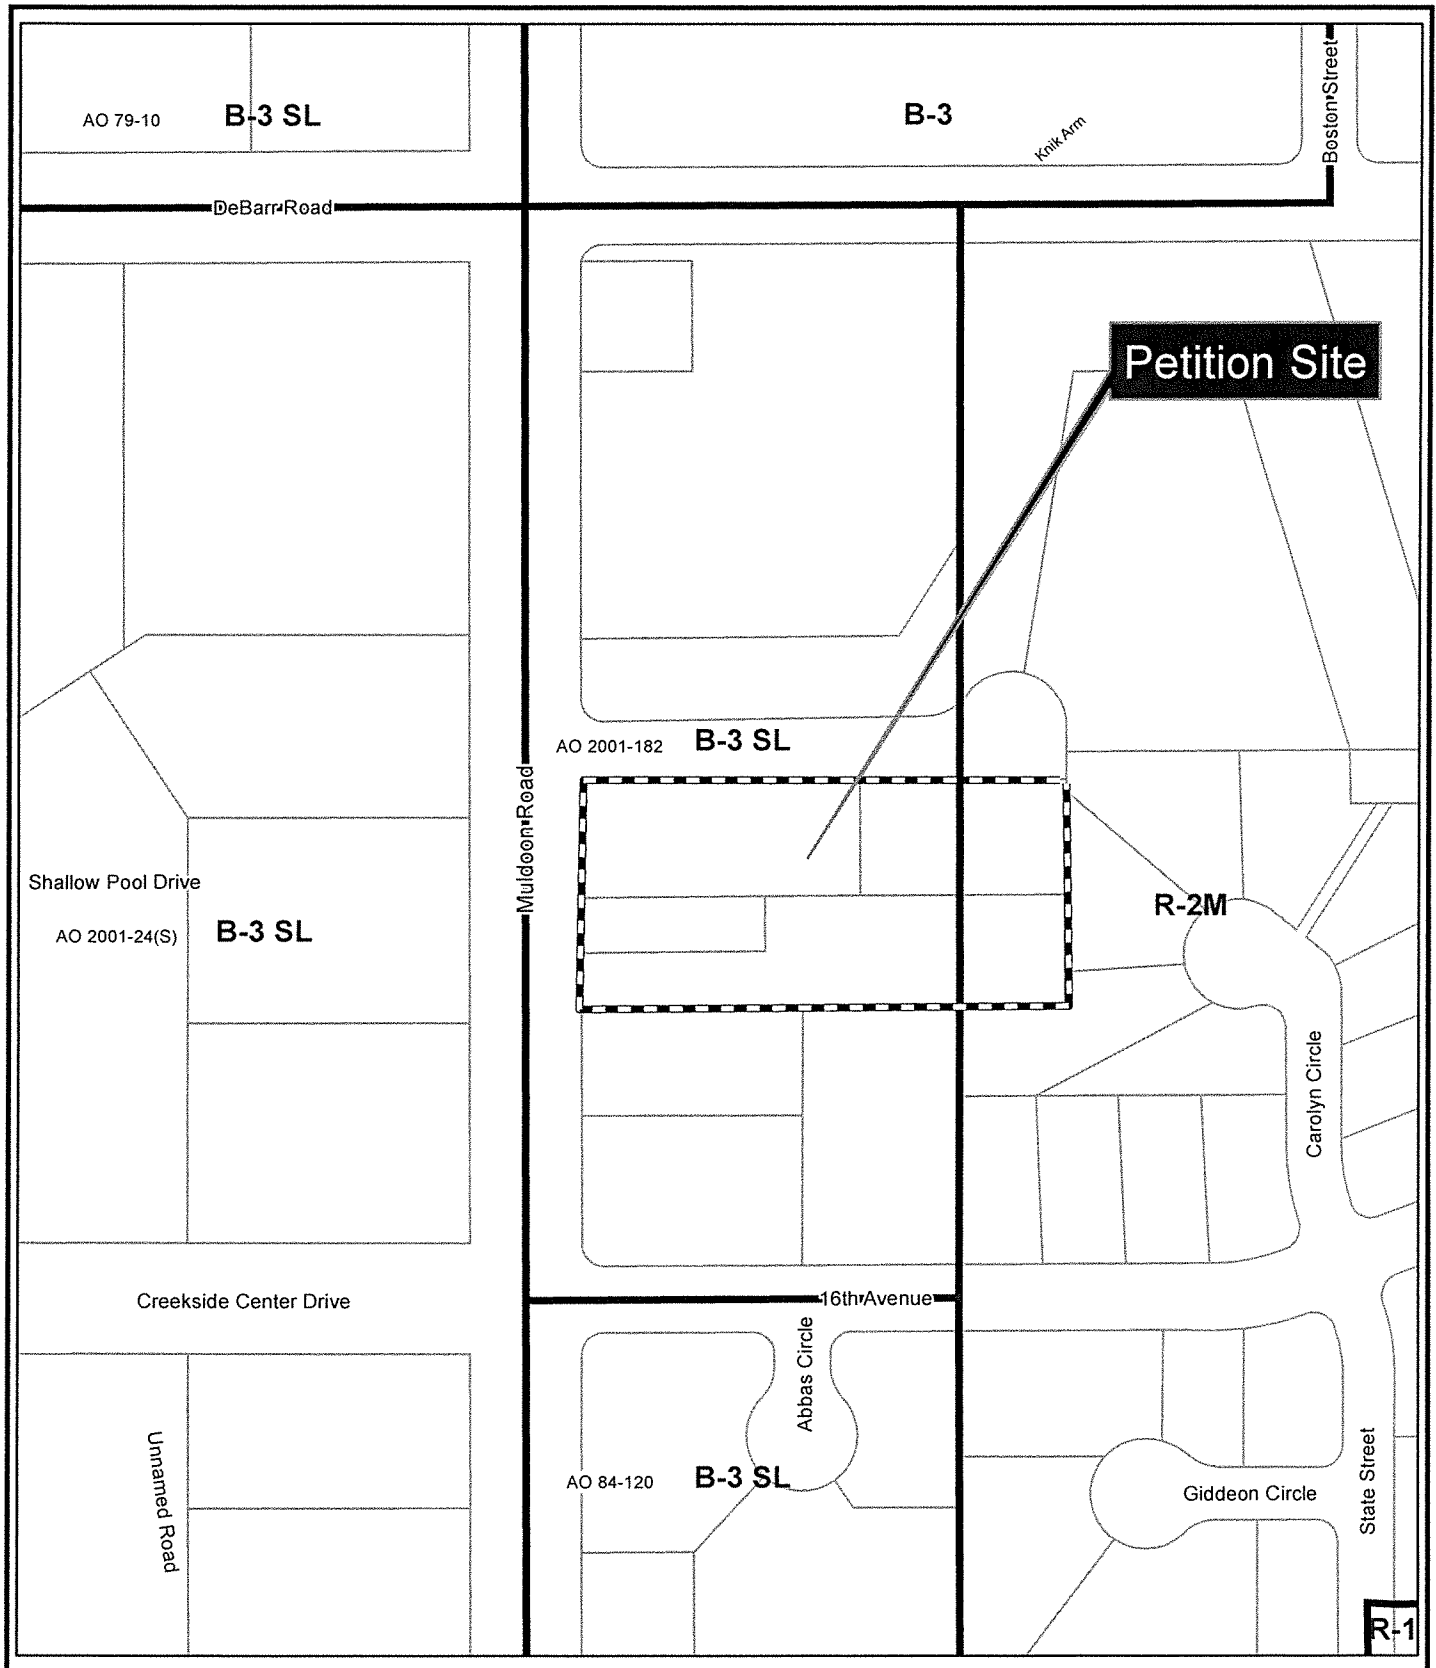 AO 79-10
B-3 SL
B-3
Knik Arm
Boston Street
DeBarr Road
Petition Site
AO 2001-182
B-3 SL
Muldoon Road
Shallow Pool Drive
AO 2001-24(S)
B-3 SL
R-2M
Carolyn Circle
Creekside Center Drive
16th Avenue
Abbas Circle
Unnamed Road
AO 84-120
B-3 SL
Giddeon Circle
State Street
R-1